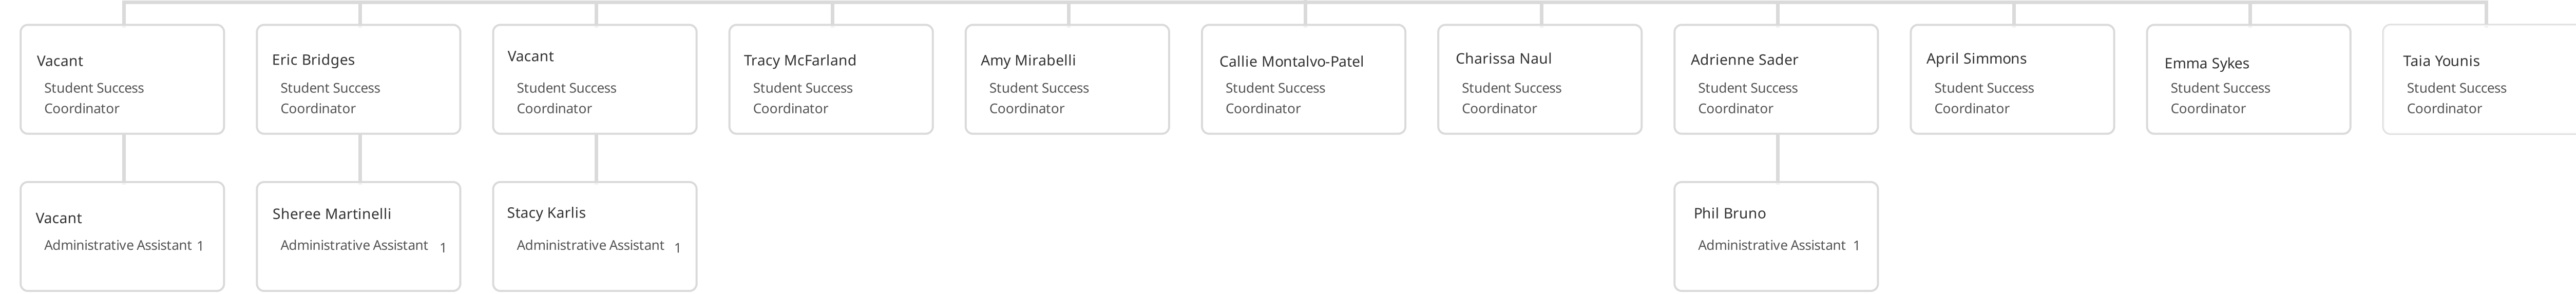 Vacant
Student Success
Coordinator
Eric Bridges
Student Success
Coordinator
Vacant
Student Success
Coordinator
Tracy McFarland
Student Success
Coordinator
Amy Mirabelli
Student Success
Coordinator
Callie Montalvo-Patel
Student Success
Coordinator
Charissa Naul
Student Success
Coordinator
Adrienne Sader
Student Success
Coordinator
April Simmons
Student Success
Coordinator
Emma Sykes
Student Success
Coordinator
Taia Younis
Student Success
Coordinator
Vacant
Administrative Assistant 1
Sheree Martinelli
Administrative Assistant 1
Stacy Karlis
Administrative Assistant 1
Phil Bruno
Administrative Assistant 1